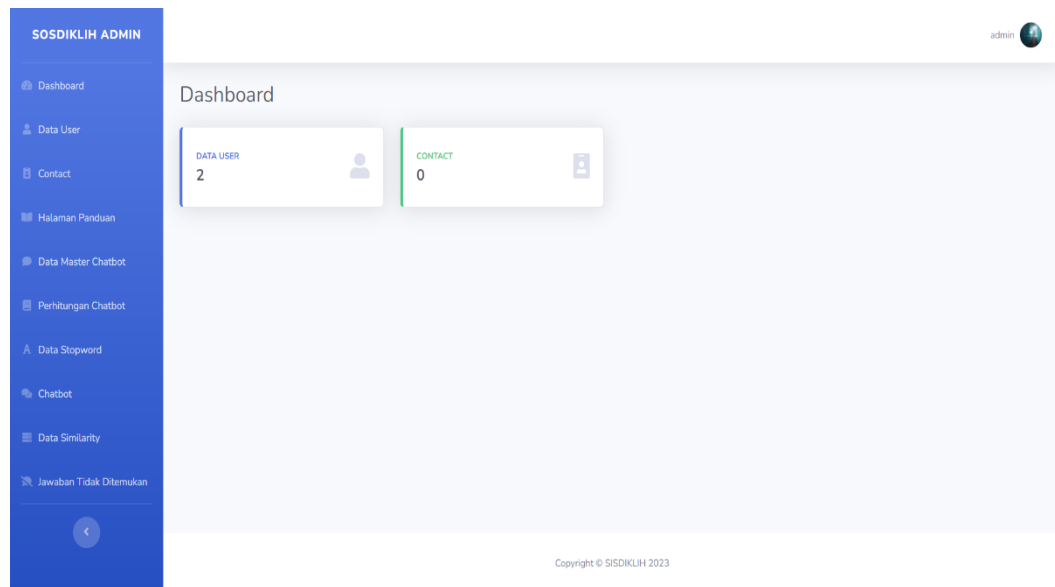 SOSDIKLIH ADMIN
admin
Dashboard
Data User
Contact
Halaman Panduan
Data Master Chatbot
Perhitungan Chatbot
Data Stopword
Chatbot
Data Similarity
Jawaban Tidak Ditemukan
Dashboard
DATA USER
2
CONTACT
0
Copyright © SISDIKLIH 2023